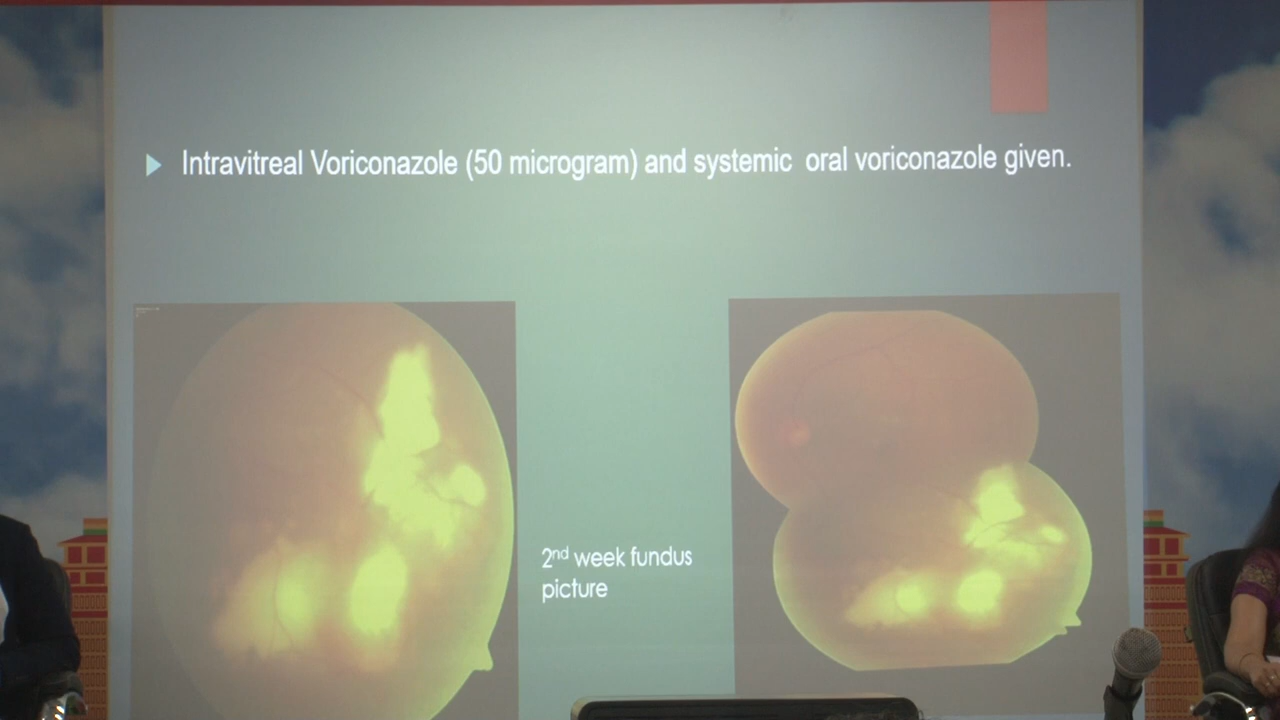 Intravitreal Voriconazole (50 microgram) and systemic oral voriconazole given.
2nd week fundus
picture